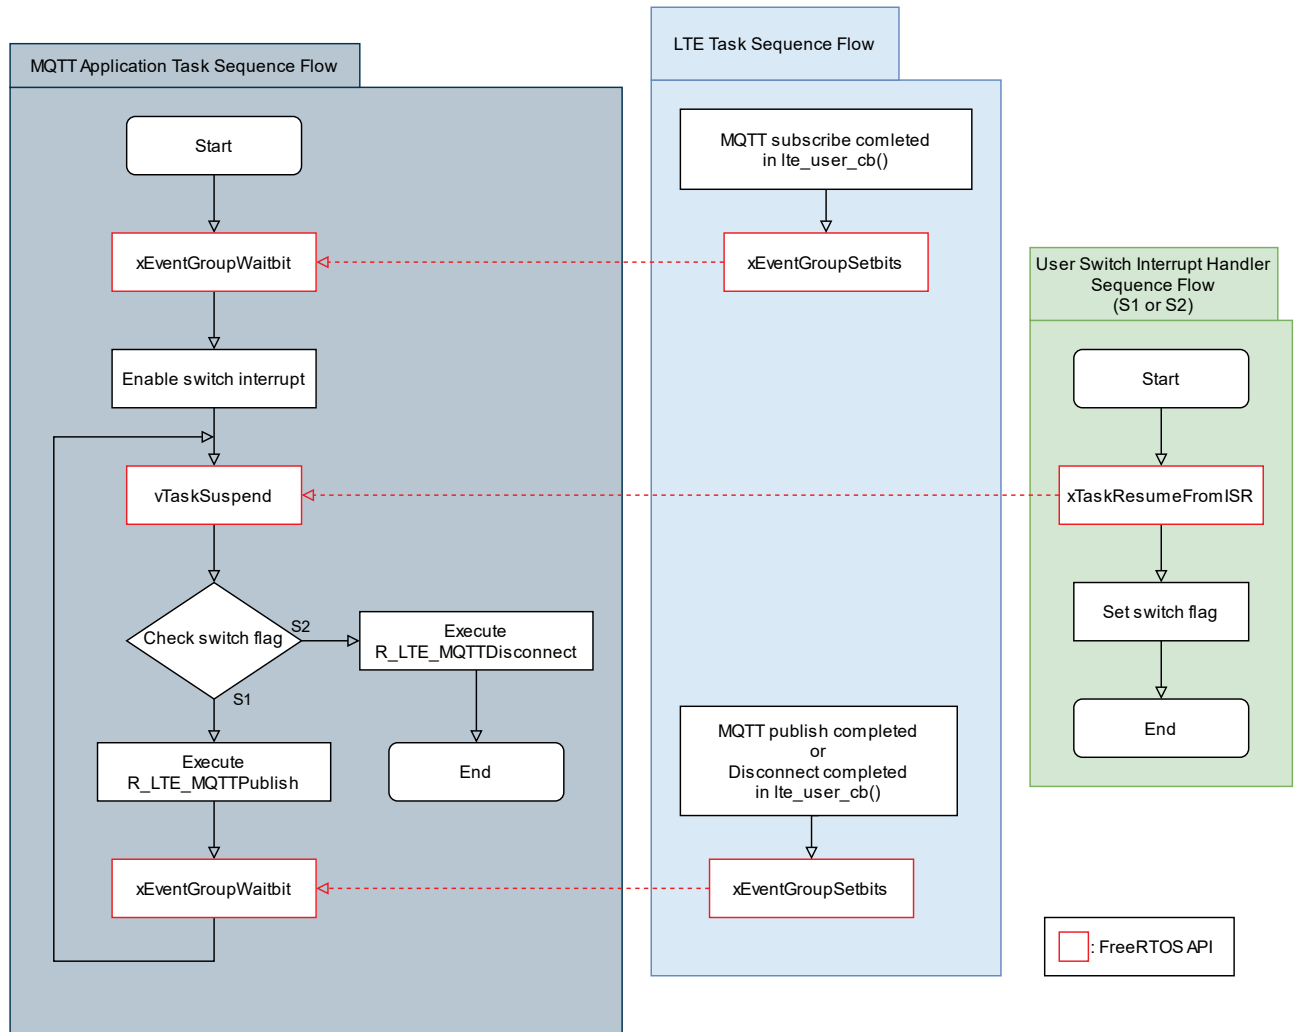 MQTT Application Task Sequence Flow
Start
xEventGroupWaitbit
Enable switch interrupt
vTaskSuspend
Check switch flag
S2
S1
Execute
R_LTE_MQTTDisconnect
End
Execute
R_LTE_MQTTPublish
xEventGroupWaitbit
LTE Task Sequence Flow
MQTT subscribe comleted
in lte_user_cb()
xEventGroupSetbits
MQTT publish completed
or
Disconnect completed
in lte_user_cb()
xEventGroupSetbits
User Switch Interrupt Handler
Sequence Flow
(S1 or S2)
Start
xTaskResumeFromISR
Set switch flag
End
: FreeRTOS API